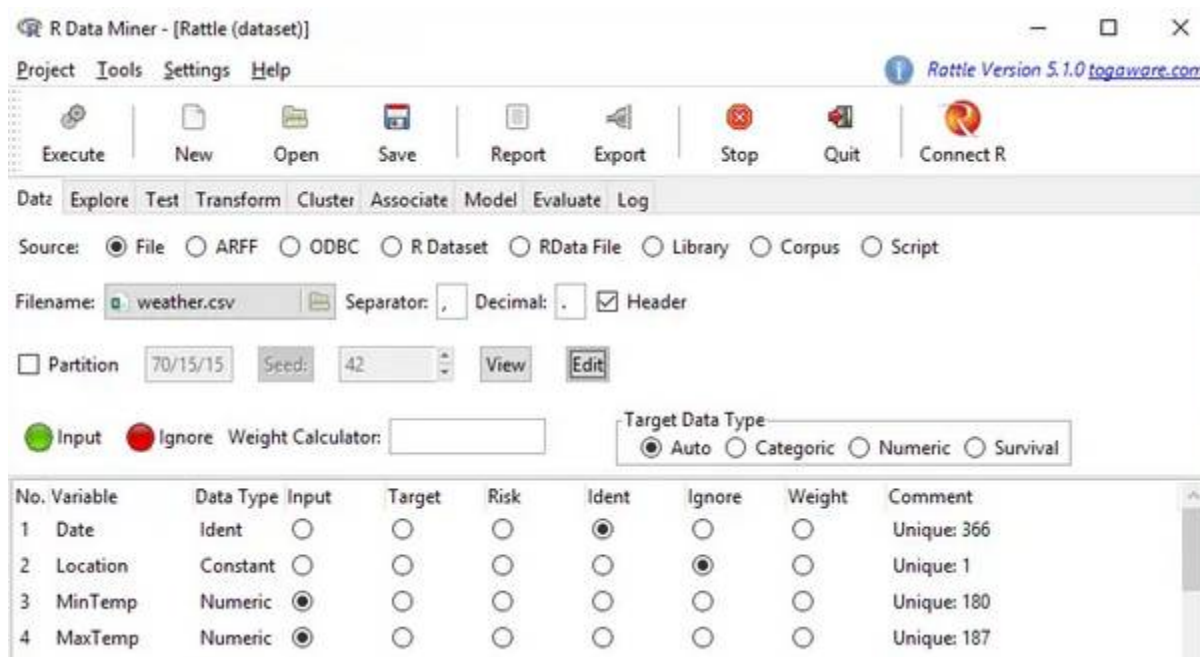 R Data Miner - [Rattle (dataset)]
Project Tools Settings Help Rattle Version 5.1.0 togaware.com
Execute New Open Save Report Export Stop Quit Connect R
Data Explore Test Transform Cluster Associate Model Evaluate Log
Source: File ARFF ODBC R Dataset RData File Library Corpus Script
Filename: weather.csv Separator: , Decimal: . Header
Partition 70/15/15 Seed: 42 View Edit
Target Data Type
Input Ignore Weight Calculator: Auto Categoric Numeric Survival
No. Variable Data Type Input Target Risk Ident Ignore Weight Comment
1 Date Ident Unique: 366
2 Location Constant Unique: 1
3 MinTemp Numeric Unique: 180
4 MaxTemp Numeric Unique: 187